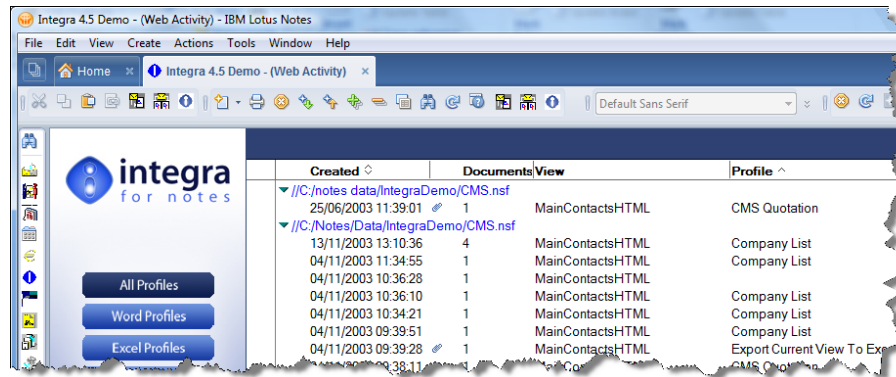 Integra 4.5 Demo - (Web Activity) - IBM Lotus Notes
File Edit View Create Actions Tools Window Help
Home × Integra 4.5 Demo - (Web Activity) ×
Default Sans Serif
integra
for notes
Created Documents View Profile
//C:/notes data/IntegraDemo/CMS.nsf
25/06/2003 11:39:01 1 MainContactsHTML CMS Quotation
//C:/Notes/Data/IntegraDemo/CMS.nsf
13/11/2003 13:10:36 4 MainContactsHTML Company List
04/11/2003 11:34:55 1 MainContactsHTML Company List
04/11/2003 10:36:28 1 MainContactsHTML
All Profiles
04/11/2003 10:36:10 1 MainContactsHTML Company List
Word Profiles
04/11/2003 10:34:21 1 MainContactsHTML Company List
04/11/2003 09:39:51 1 MainContactsHTML Company List
Excel Profiles
04/11/2003 09:39:28 1 MainContactsHTML Export Current View To Exc